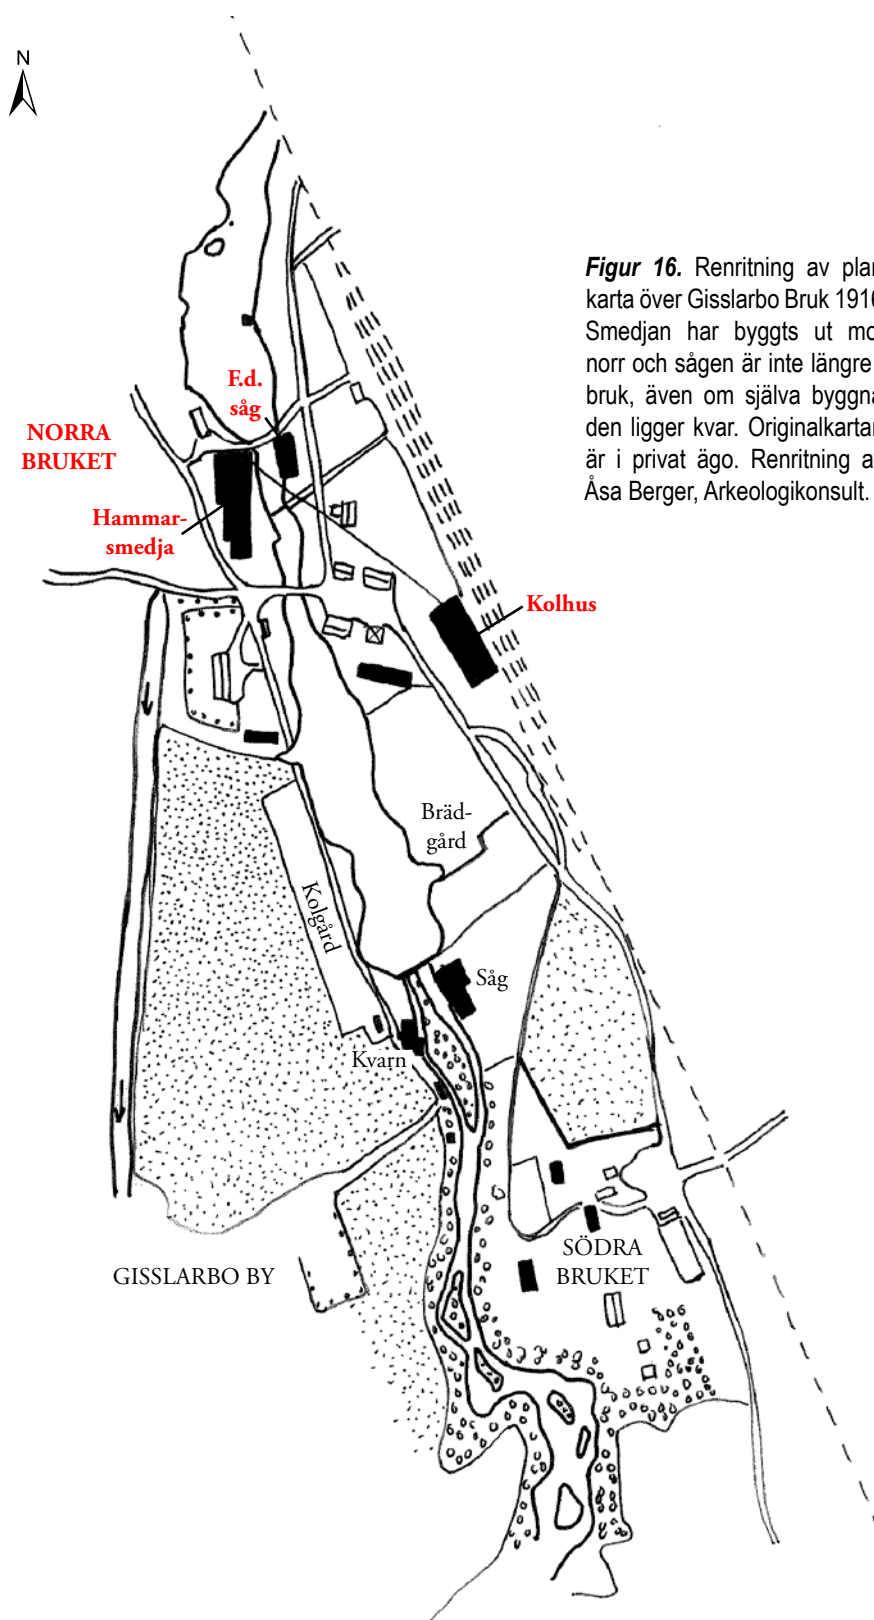 N
Figur 16. Renritning av plan
karta över Gisslarbo Bruk 1916
Smedjan har byggts ut mo
norr och sågen är inte längre
bruk, även om själva byggna
den ligger kvar. Originalkartan
är i privat ägo. Renritning a
Åsa Berger, Arkeologikonsult.
F.d.
såg
NORRA
BRUKET
Hammar-
smedja
Kolhus
Bräd-
gård
Kolgård
Såg
Kvarn
SÖDRA
BRUKET
GISSLARBO BY